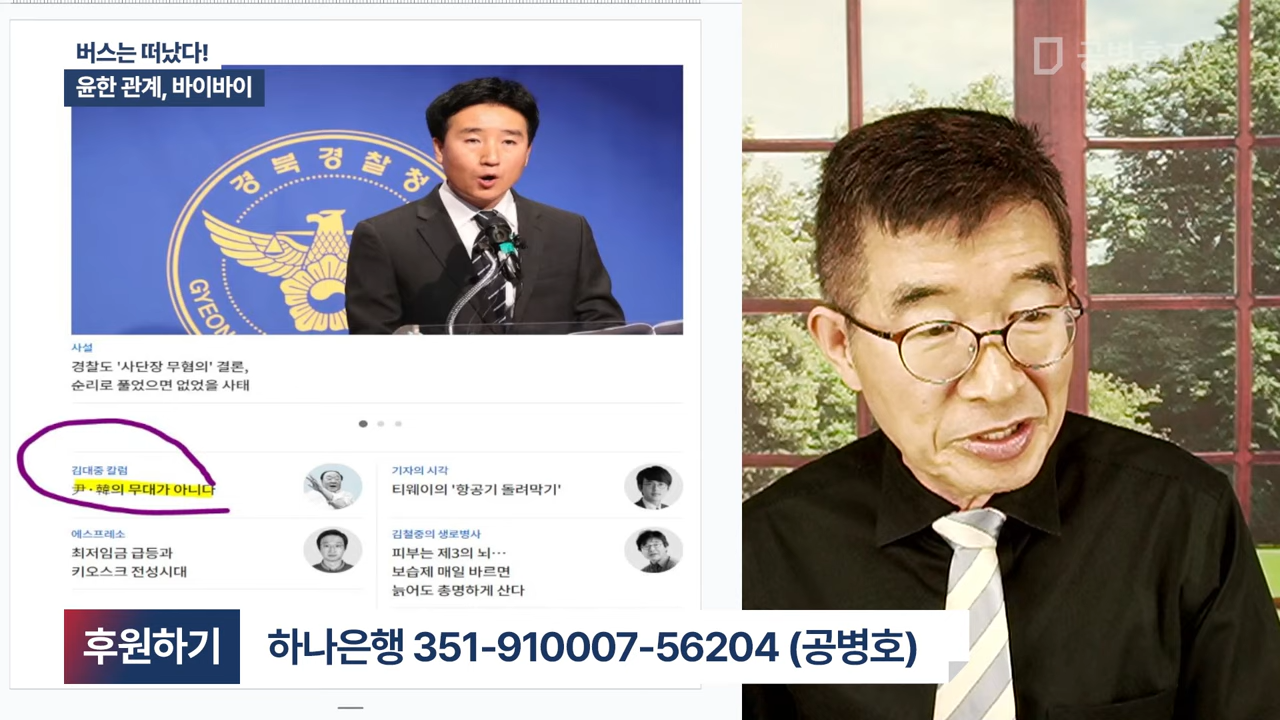 버스는 떠났다!
윤한 관계, 바이바이
공병호TV
경북경찰청
GYEON
사설
경찰도 '사단장 무혐의' 결론,
순리로 풀었으면 없었을 사태
김대중 칼럼
尹·韓의 무대가 아니다
기자의 시각
티웨이의 '항공기 돌려막기'
에스프레소
최저임금 급등과
키오스크 전성시대
김철중의 생로병사
피부는 제3의 뇌…
보습제 매일 바르면
늙어도 총명하게 산다
후원하기
하나은행 351-910007-56204 (공병호)